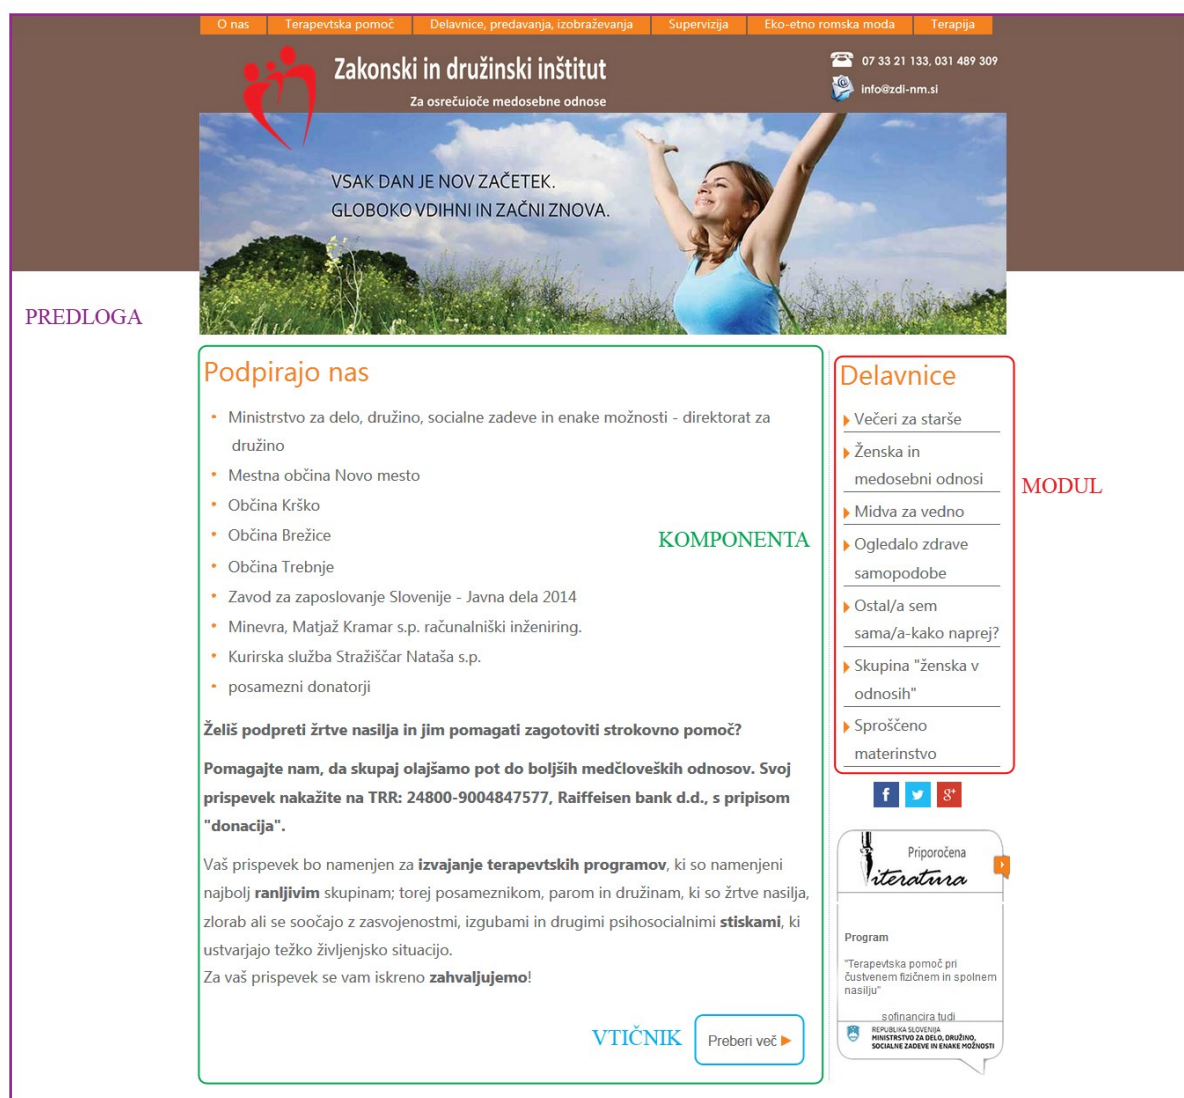 O nas Terapevtska pomoč Delavnice, predavanja, izobraževanja Supervizija Eko-etno romska moda Terapija
Zakonski in družinski inštitut
Za osrečujoče medosebne odnose
07 33 21 133, 031 489 309
info@zdi-nm.si
VSAK DAN JE NOV ZAČETEK.
GLOBOKO VDIHNI IN ZAČNI ZNOVA.
PREDLOGA
Podpirajo nas
• Ministrstvo za delo, družino, socialne zadeve in enake možnosti - direktorat za
družino
• Mestna občina Novo mesto
• Občina Krško
• Občina Brežice
• Občina Trebnje
• Zavod za zaposlovanje Slovenije - Javna dela 2014
• Minevra, Matjaž Kramar s.p. računalniški inženiring.
• Kurirska služba Stražiščar Nataša s.p.
• posamezni donatorji
KOMPONENTA
Želiš podpreti žrtve nasilja in jim pomagati zagotoviti strokovno pomoč?
Pomagajte nam, da skupaj olajšamo pot do boljših medčloveških odnosov. Svoj
prispevek nakažite na TRR: 24800-9004847577, Raiffeisen bank d.d., s pripisom
"donacija".
Vaš prispevek bo namenjen za izvajanje terapevtskih programov, ki so namenjeni
najbolj ranljivim skupinam; torej posameznikom, parom in družinam, ki so žrtve nasilja,
zlorab ali se soočajo z zasvojenostmi, izgubami in drugimi psihosocialnimi stiskami, ki
ustvarjajo težko življenjsko situacijo.
Za vaš prispevek se vam iskreno zahvaljujemo!
VTIČNIK
Preberi več
Delavnice
Večeri za starše
Ženska in
medosebni odnosi
Midva za vedno
Ogledalo zdrave
samopodobe
Ostal/a sem
sama/a-kako naprej?
Skupina "ženska v
odnosih"
Sproščeno
materinstvo
MODUL
f
g+
Priporočena
literatura
Program
"Terapevtska pomoč pri
čustvenem fizičnem in spolnem
nasilju"
sofinancira tudi
REPUBLIKA SLOVENIJA
MINISTRSTVO ZA DELO, DRUŽINO,
SOCIALNE ZADEVE IN ENAKE MOŽNOSTI